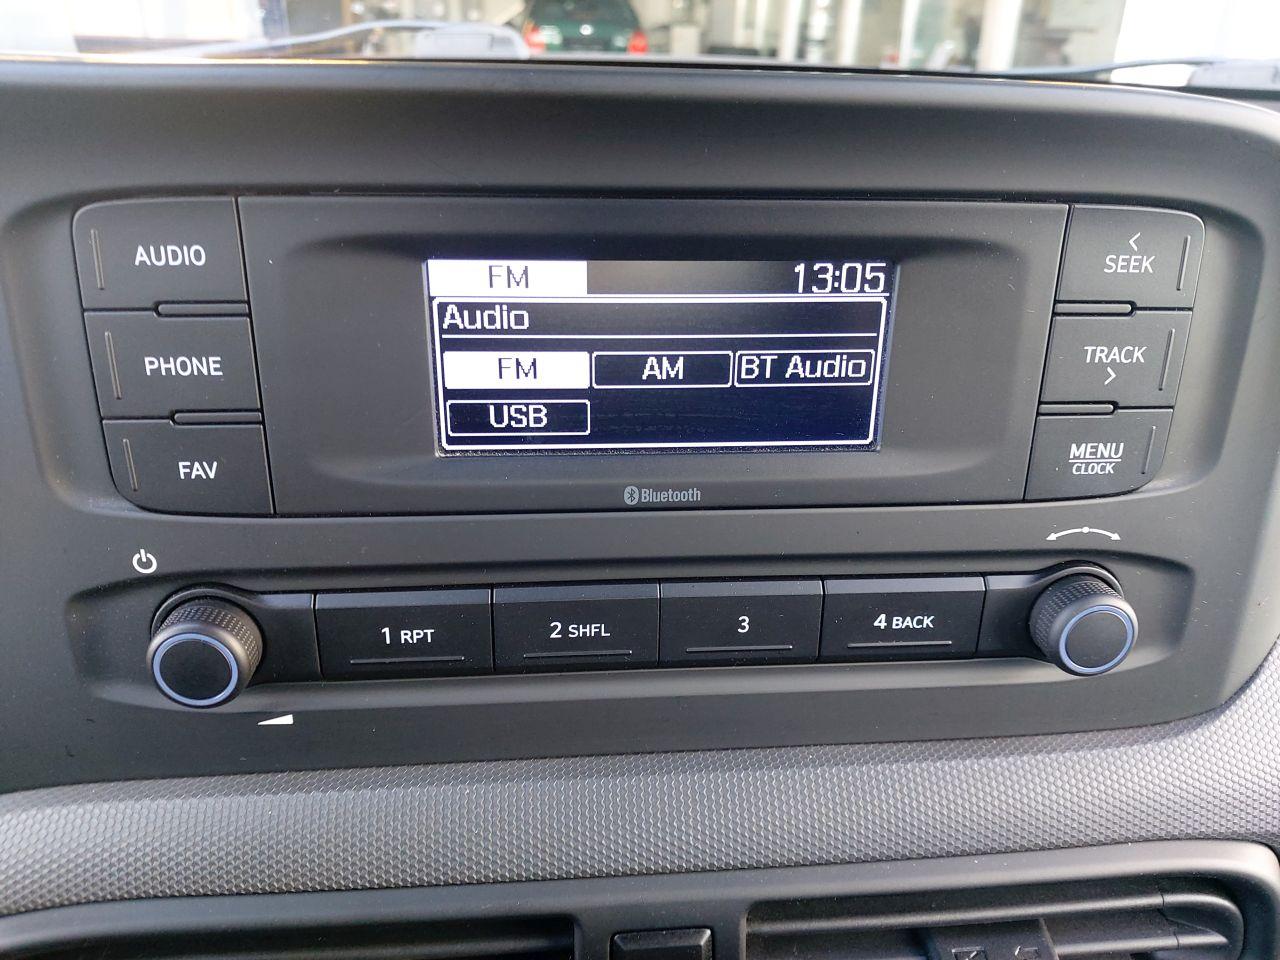 AUDIO
PHONE
FAV
FM 13:05
Audio
FM AM BT Audio
USB
Bluetooth
SEEK
TRACK
MENU
CLOCK
1 RPT
2 SHFL
3
4 BACK